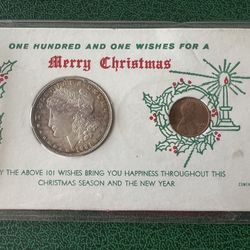 ONE HUNDRED AND ONE WISHES FOR A
Merry Christmas
THE ABOVE 101 WISHES BRING YOU HAPPINESS THROUGHOUT THIS
CHRISTMAS SEASON AND THE NEW YEAR